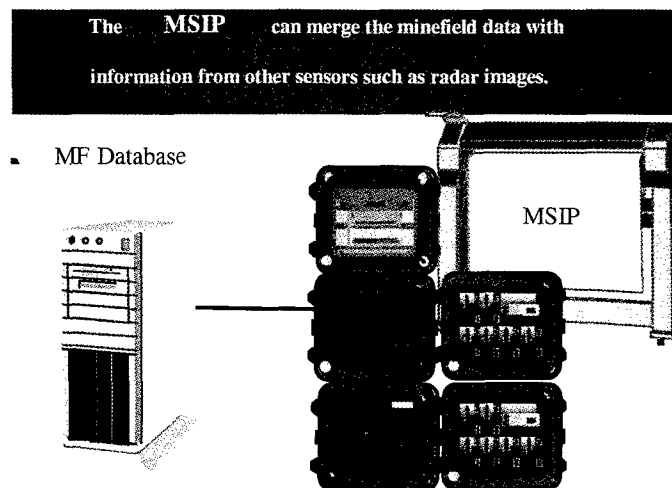 The MSIP can merge the minefield data with
information from other sensors such as radar images.
MF Database
MSIP